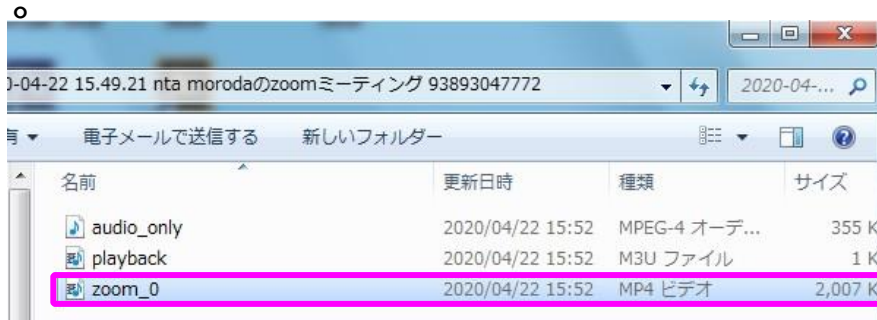 。
0-04-22 15.49.21 nta morodaのzoomミーティング 93893047772 2020-04-...
有 電子メールで送信する 新しいフォルダー
名前 更新日時 種類 サイズ
audio_only 2020/04/22 15:52 MPEG-4 オーデ... 355 K
playback 2020/04/22 15:52 M3U ファイル 1 K
zoom_0 2020/04/22 15:52 MP4 ビデオ 2,007 K